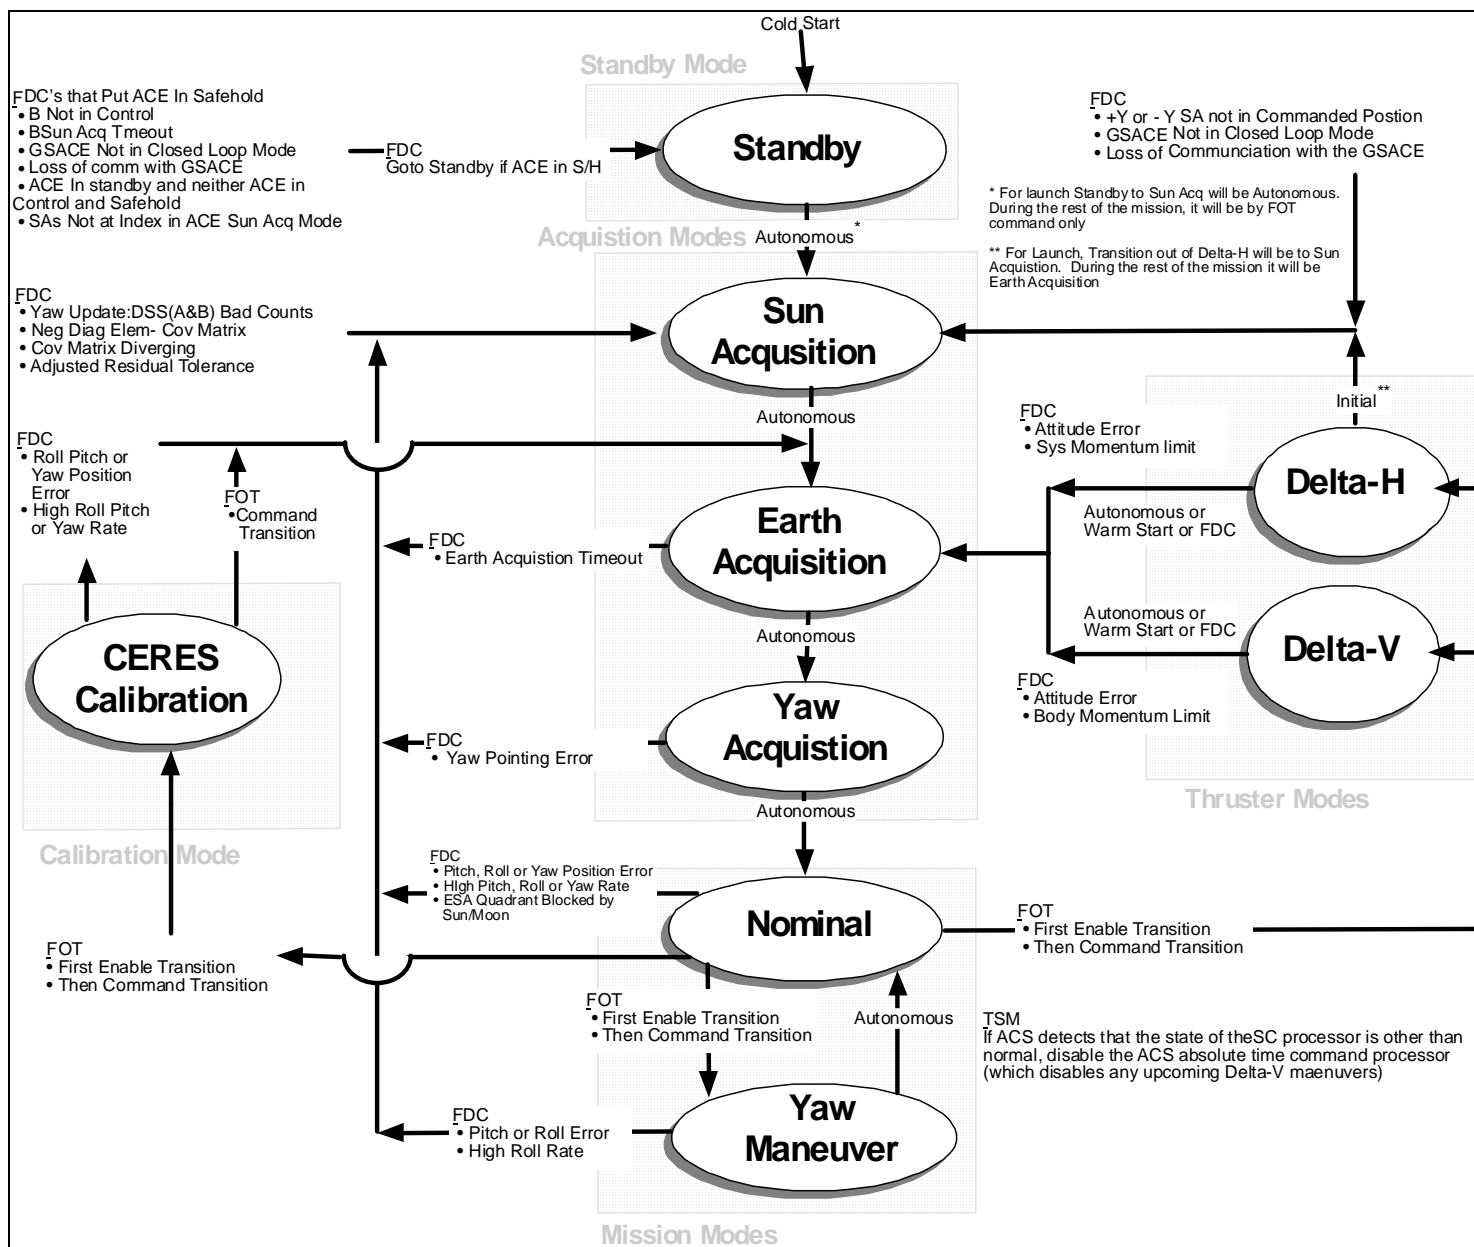 Cold Start
Standby Mode
FDC's that Put ACE In Safehold
• B Not in Control
• BSun Acq Tmeout
• GSACE Not in Closed Loop Mode
• Loss of comm with GSACE
• ACE In standby and neither ACE in
Control and Safehold
• SAs Not at Index in ACE Sun Acq Mode
FDC
Goto Standby if ACE in S/H
Standby
FDC
• +Y or - Y SA not in Commanded Postion
• GSACE Not in Closed Loop Mode
• Loss of Communciation with the GSACE
* For launch Standby to Sun Acq will be Autonomous.
During the rest of the mission, it will be by FOT
command only
** For Launch, Transition out of Delta-H will be to Sun
Acquistion. During the rest of the mission it will be
Earth Acquisition
Acquistion Modes
Autonomous*
FDC
• Yaw Update:DSS(A&B) Bad Counts
• Neg Diag Elem- Cov Matrix
• Cov Matrix Diverging
• Adjusted Residual Tolerance
Sun
Acqusition
Autonomous
Initial**
FDC
• Attitude Error
• Sys Momentum limit
Delta-H
Autonomous or
Warm Start or FDC
FDC
• Roll Pitch or
Yaw Position
Error
• High Roll Pitch
or Yaw Rate
FOT
• Command
Transition
Earth
Acquisition
FDC
• Earth Acquistion Timeout
Autonomous
Autonomous or
Warm Start or FDC
Delta-V
FDC
• Attitude Error
• Body Momentum Limit
CERES
Calibration
Yaw
Acquistion
FDC
• Yaw Pointing Error
Autonomous
Thruster Modes
Calibration Mode
FDC
• Pitch, Roll or Yaw Position Error
• HIgh Pitch, Roll or Yaw Rate
• ESA Quadrant Blocked by
Sun/Moon
Nominal
FOT
• First Enable Transition
• Then Command Transition
FOT
• First Enable Transition
• Then Command Transition
FOT
• First Enable Transition
• Then Command Transition
Autonomous
TSM
If ACS detects that the state of theSC processor is other than
normal, disable the ACS absolute time command processor
(which disables any upcoming Delta-V maenuvers)
FDC
• Pitch or Roll Error
• High Roll Rate
Yaw
Maneuver
Mission Modes